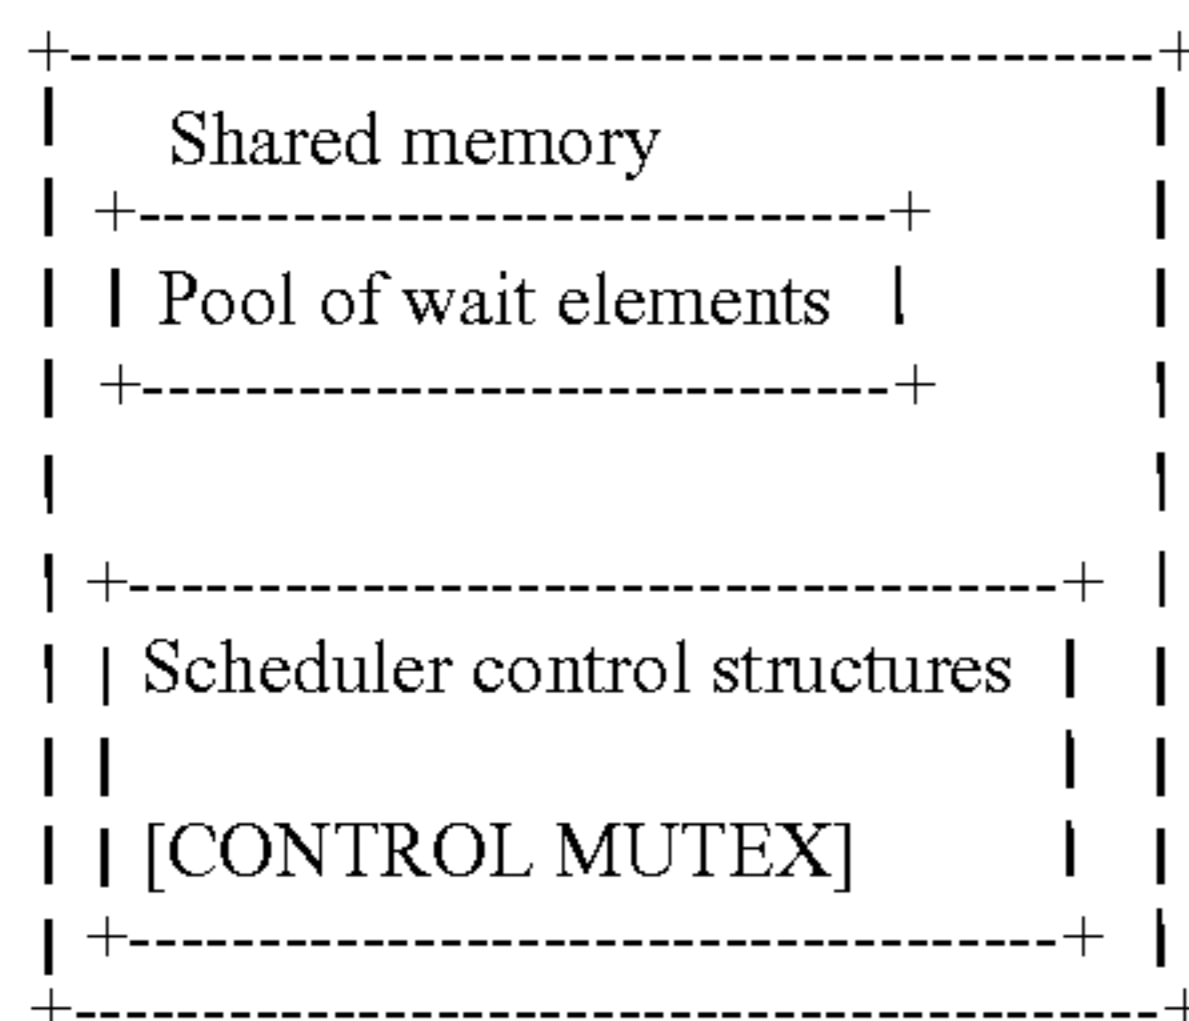 Shared memory
Pool of wait elements
Scheduler control structures
[CONTROL MUTEX]